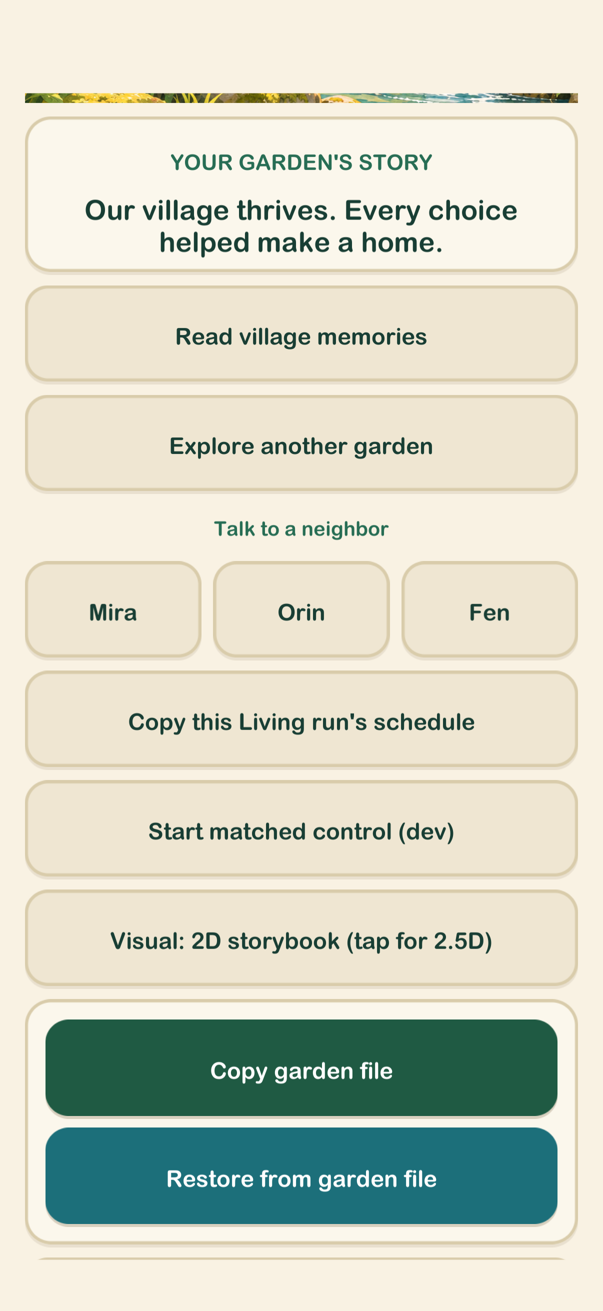 YOUR GARDEN'S STORY
Our village thrives. Every choice
helped make a home.
Read village memories
Explore another garden
Talk to a neighbor
Mira
Orin
Fen
Copy this Living run's schedule
Start matched control (dev)
Visual: 2D storybook (tap for 2.5D)
Copy garden file
Restore from garden file